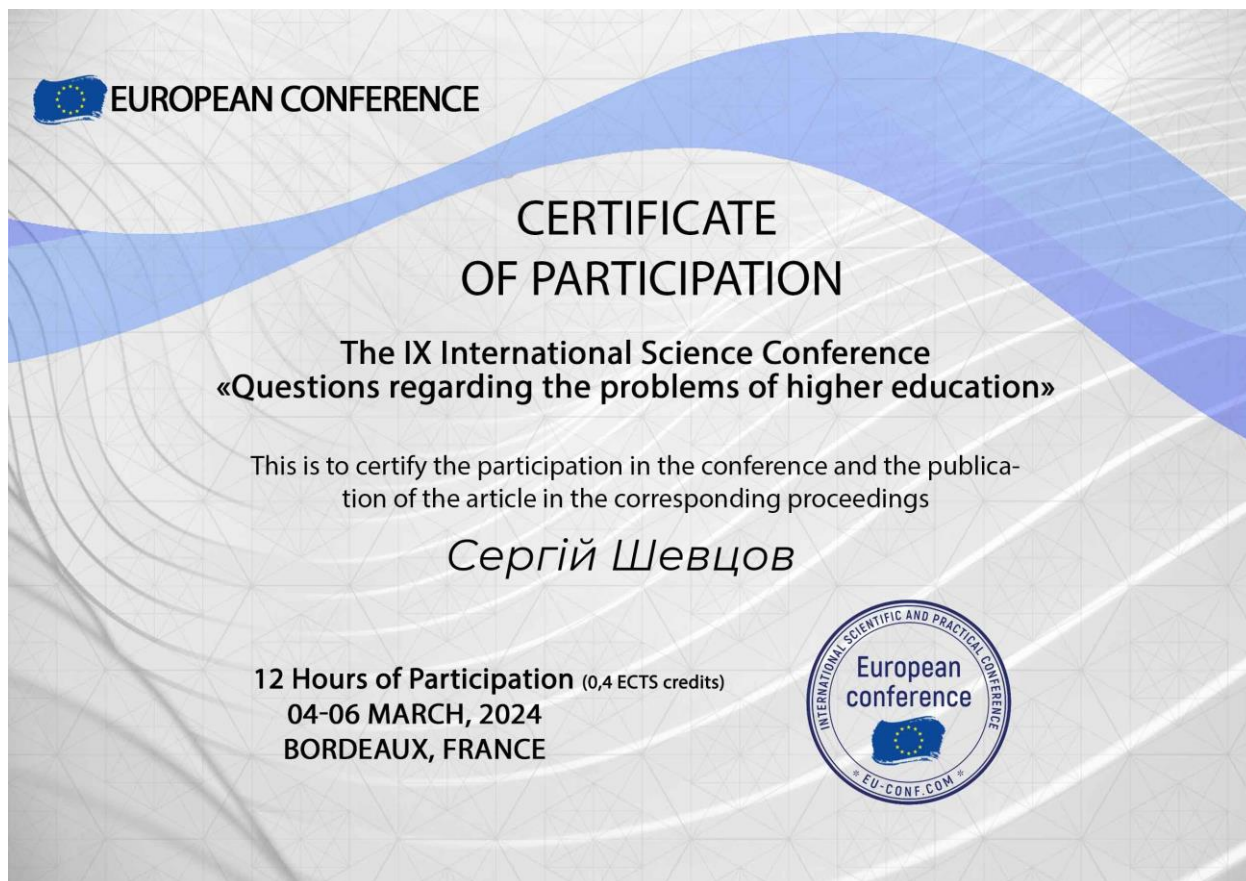 EUROPEAN CONFERENCE
CERTIFICATE
OF PARTICIPATION
The IX International Science Conference
«Questions regarding the problems of higher education»
This is to certify the participation in the conference and the publica-
tion of the article in the corresponding proceedings
Сергій Шевцов
12 Hours of Participation (0,4 ECTS credits)
04-06 MARCH, 2024
BORDEAUX, FRANCE
INTERNATIONAL SCIENTIFIC AND PRACTICAL CONFERENCE
European
conference
* EU-CONF.COM *